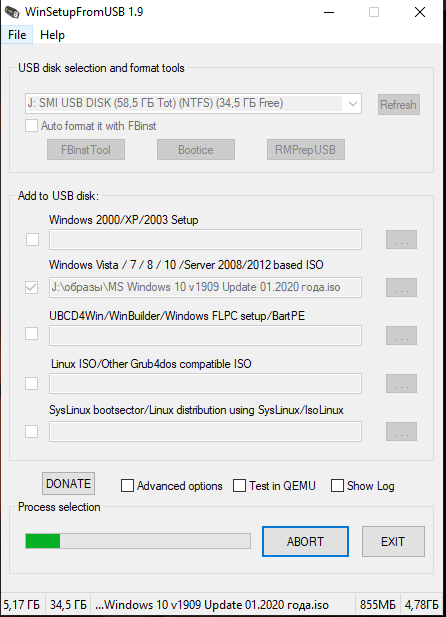 WinSetupFromUSB 1.9
File Help
USB disk selection and format tools
J: SMI USB DISK (58,5 ГБ Tot) (NTFS) (34,5 ГБ Free)
Refresh
Auto format it with FBinst
FBinstTool Bootice RMPrepUSB
Add to USB disk:
Windows 2000/XP/2003 Setup
...
Windows Vista / 7 / 8 / 10 /Server 2008/2012 based ISO
J:\образы\MS Windows 10 v1909 Update 01.2020 года.iso ...
UBCD4Win/WinBuilder/Windows FLPC setup/BartPE
...
Linux ISO/Other Grub4dos compatible ISO
...
SysLinux bootsector/Linux distribution using SysLinux/IsoLinux
...
DONATE Advanced options Test in QEMU Show Log
Process selection
ABORT EXIT
5,17 ГБ 34,5 ГБ ...Windows 10 v1909 Update 01.2020 года.iso 855МБ 4,78ГБ